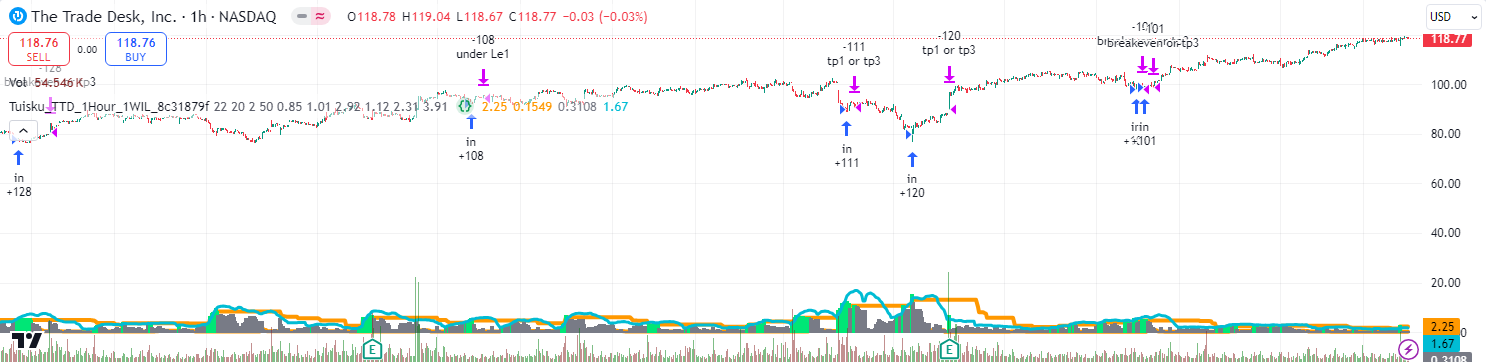 The Trade Desk, Inc. · 1h · NASDAQ O118.78 H119.04 L118.67 C118.77 −0.03 (−0.03%)
USD
118.76 SELL
0.00
118.76 BUY
118.77
Vol 54.546K
Tuisku_TTD_1Hour_1WIL_8c31879f 22 20 2 50 0.85 1.01 2.92 1.12 2.31 3.91 2.25 0.1549 0.3108 1.67
-128
-108
under Le1
-111
tp1 or tp3
-120
tp1 or tp3
breakeven or tp3
100.00
80.00
60.00
40.00
20.00
in
+128
in
+108
in
+111
in
+120
2.25
1.67
0.3108
E
E